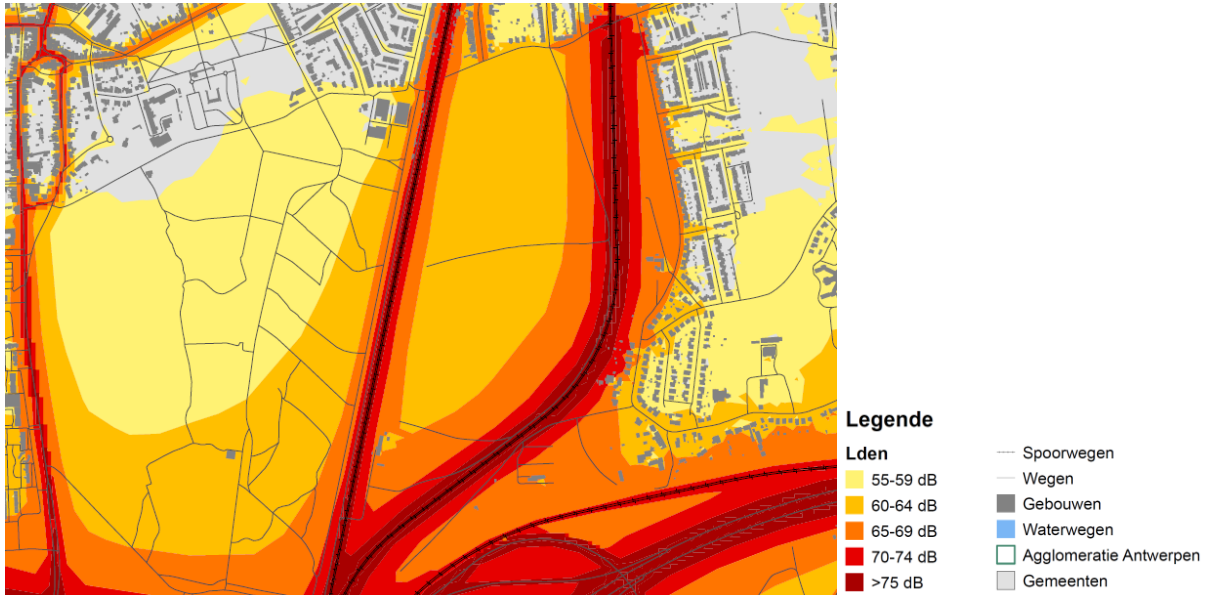 Legende
Lden
55-59 dB
60-64 dB
65-69 dB
70-74 dB
>75 dB
Spoorwegen
Wegen
Gebouwen
Waterwegen
Agglomeratie Antwerpen
Gemeenten